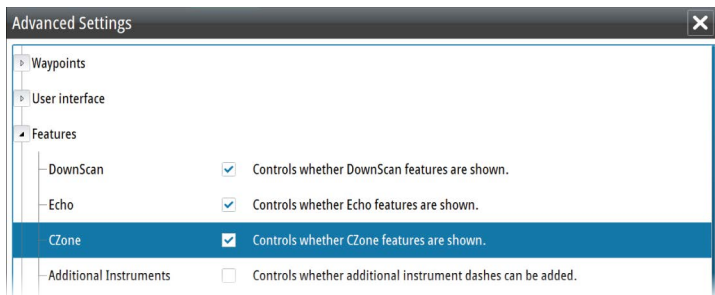 Advanced Settings
Waypoints
User interface
Features
DownScan Controls whether DownScan features are shown.
Echo Controls whether Echo features are shown.
CZone Controls whether CZone features are shown.
Additional Instruments Controls whether additional instrument dashes can be added.